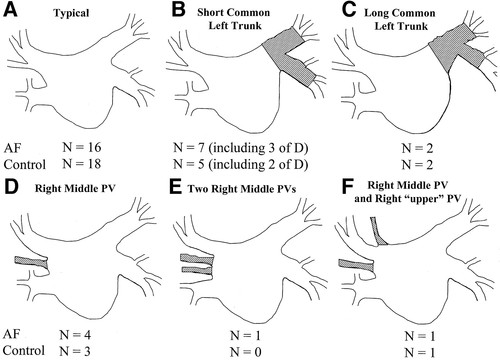 A Typical
B Short Common
Left Trunk
C Long Common
Left Trunk
AF N = 16 N = 7 (including 3 of D) N = 2
Control N = 18 N = 5 (including 2 of D) N = 2
D Right Middle PV
E Two Right Middle PVs
F Right Middle PV
and Right "upper" PV
AF N = 4 N = 1 N = 1
Control N = 3 N = 0 N = 1